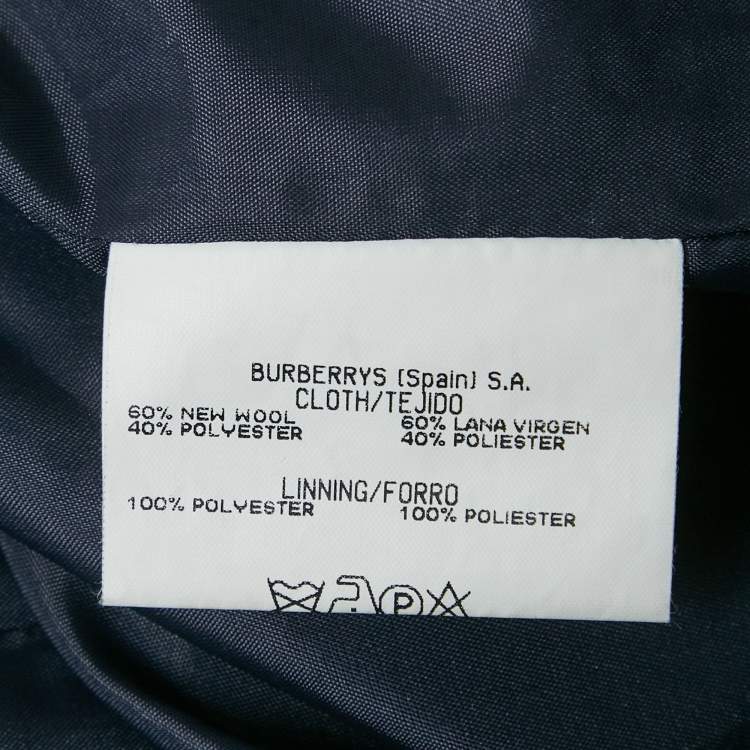 BURBERRYS (Spain) S.A.
CLOTH/TEJIDO
60% NEW WOOL 60% LANA VIRGEN
40% POLYESTER 40% POLIESTER
LINNING/FORRO
100% POLYESTER 100% POLIESTER
P